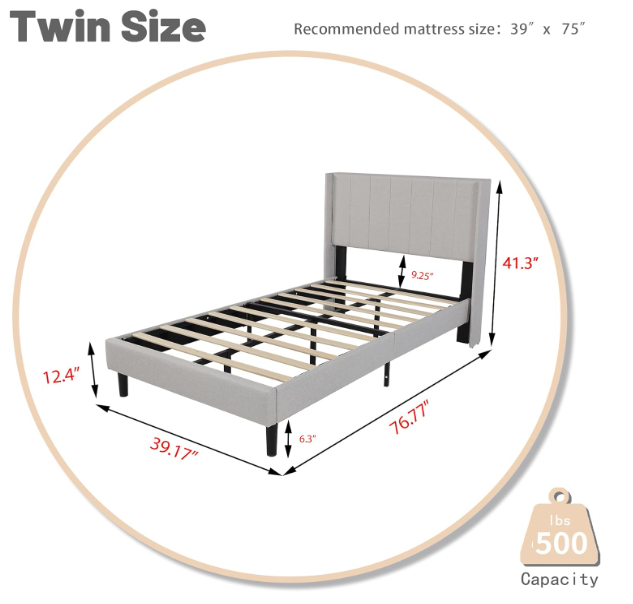 Twin Size
Recommended mattress size: 39" x 75"
41.3"
9.25"
12.4"
76.77"
6.3"
39.17"
lbs
500
Capacity